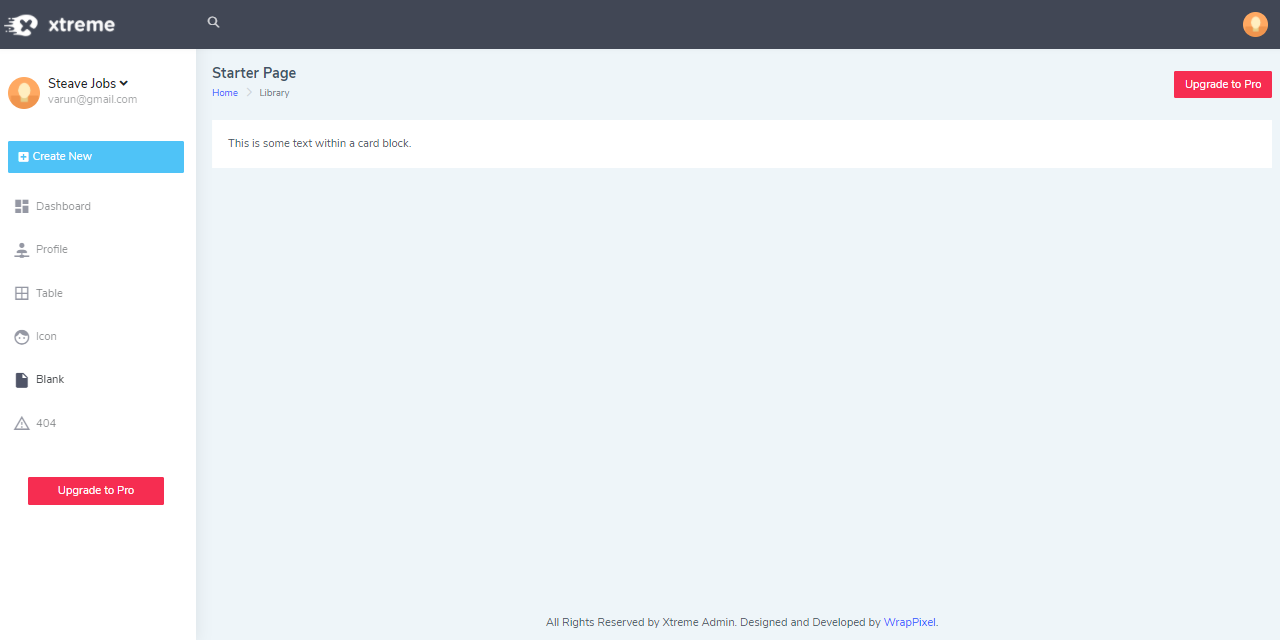 xtreme
Steave Jobs
varun@gmail.com
Create New
Dashboard
Profile
Table
Icon
Blank
404
Upgrade to Pro
Starter Page
Home
Library
Upgrade to Pro
This is some text within a card block.
All Rights Reserved by Xtreme Admin. Designed and Developed by WrapPixel.